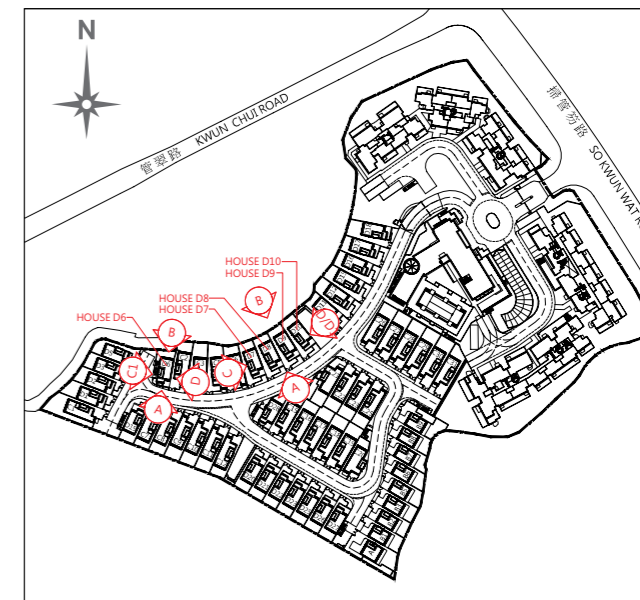 N
管翠路 KWUN CHUI ROAD
掃管笏路 SO KWUN WAT R
HOUSE D10
HOUSE D9
HOUSE D8
HOUSE D7
HOUSE D6
B
B
D/D1
C1
D
C
A
A